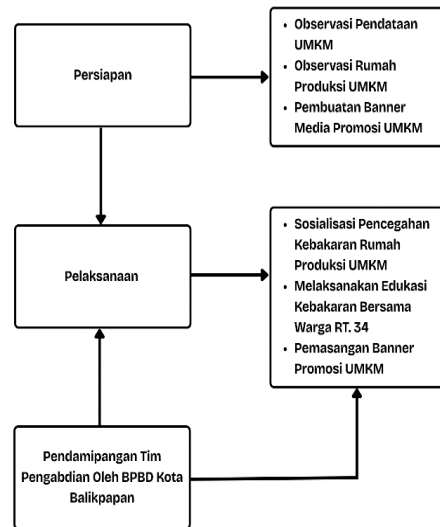 Persiapan
• Observasi Pendataan
UMKM
• Observasi Rumah
Produksi UMKM
• Pembuatan Banner
Media Promosi UMKM
Pelaksanaan
• Sosialisasi Pencegahan
Kebakaran Rumah
Produksi UMKM
• Melaksanakan Edukasi
Kebakaran Bersama
Warga RT. 34
• Pemasangan Banner
Promosi UMKM
Pendamipangan Tim
Pengabdian Oleh BPBD Kota
Balikpapan